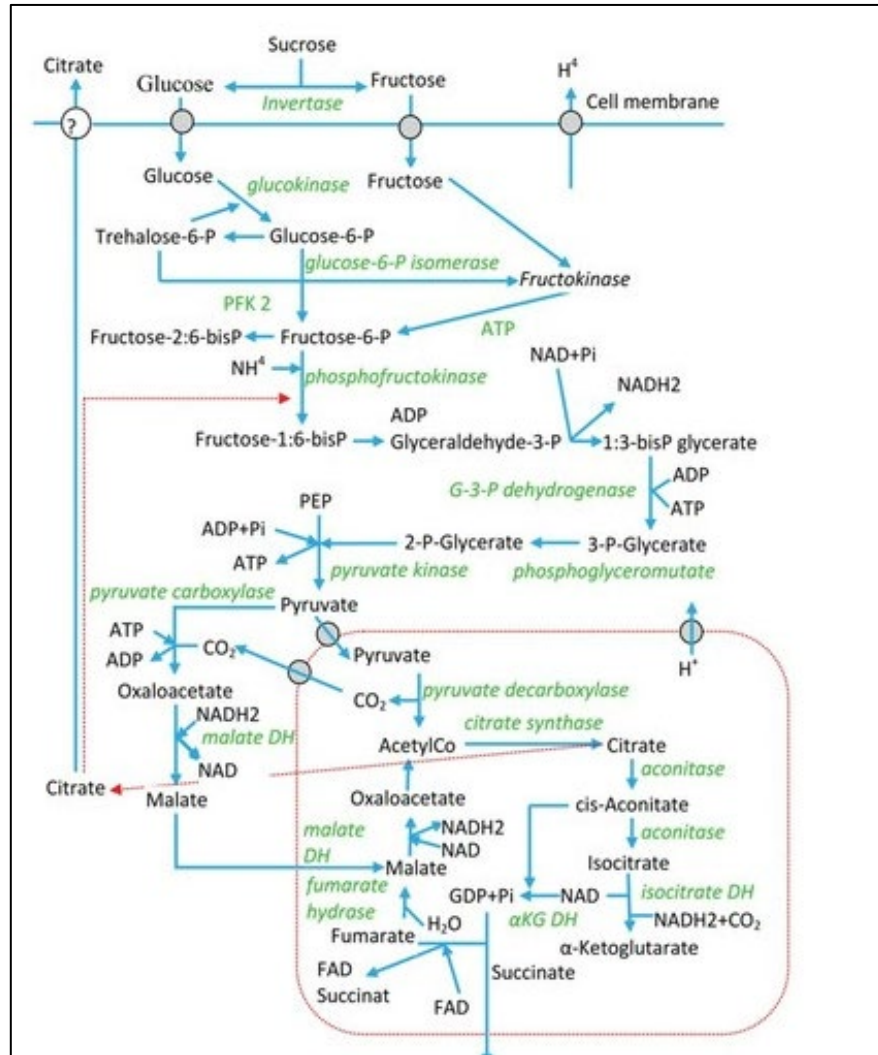 Sucrose
Citrate
Glucose
Fructose
H⁴
Invertase
Cell membrane
?
Glucose
Fructose
glucokinase
Trehalose-6-P
Glucose-6-P
glucose-6-P isomerase
Fructokinase
PFK 2
ATP
Fructose-2:6-bisP
Fructose-6-P
NH⁴
phosphofructokinase
NAD+Pi
NADH2
ADP
Fructose-1:6-bisP
Glyceraldehyde-3-P
1:3-bisP glycerate
G-3-P dehydrogenase
ADP
ATP
PEP
ADP+Pi
2-P-Glycerate
3-P-Glycerate
ATP
pyruvate kinase
phosphoglyceromutate
pyruvate carboxylase
Pyruvate
ATP
ADP
CO₂
Pyruvate
H⁺
Oxaloacetate
CO₂
pyruvate decarboxylase
NADH2
malate DH
NAD
citrate synthase
AcetylCo
Citrate
Citrate
Malate
aconitase
Oxaloacetate
cis-Aconitate
malate
DH
NADH2
NAD
aconitase
Malate
Isocitrate
fumarate
hydrase
GDP+Pi
NAD
isocitrate DH
H₂O
αKG DH
NADH2+CO₂
Fumarate
α-Ketoglutarate
FAD
Succinat
FAD
Succinate